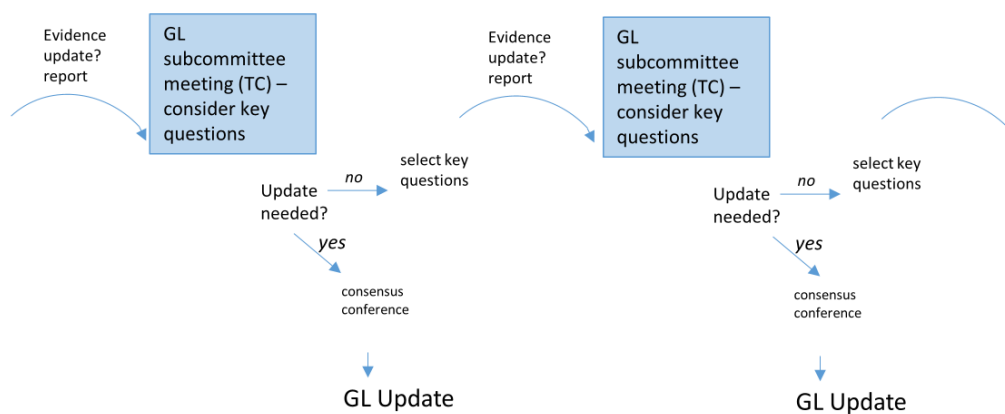 Evidence
update?
report
GL
subcommittee
meeting (TC) –
consider key
questions
Update
needed?
no
select key
questions
yes
consensus
conference
GL Update
Evidence
update?
report
GL
subcommittee
meeting (TC) –
consider key
questions
Update
needed?
no
select key
questions
yes
consensus
conference
GL Update